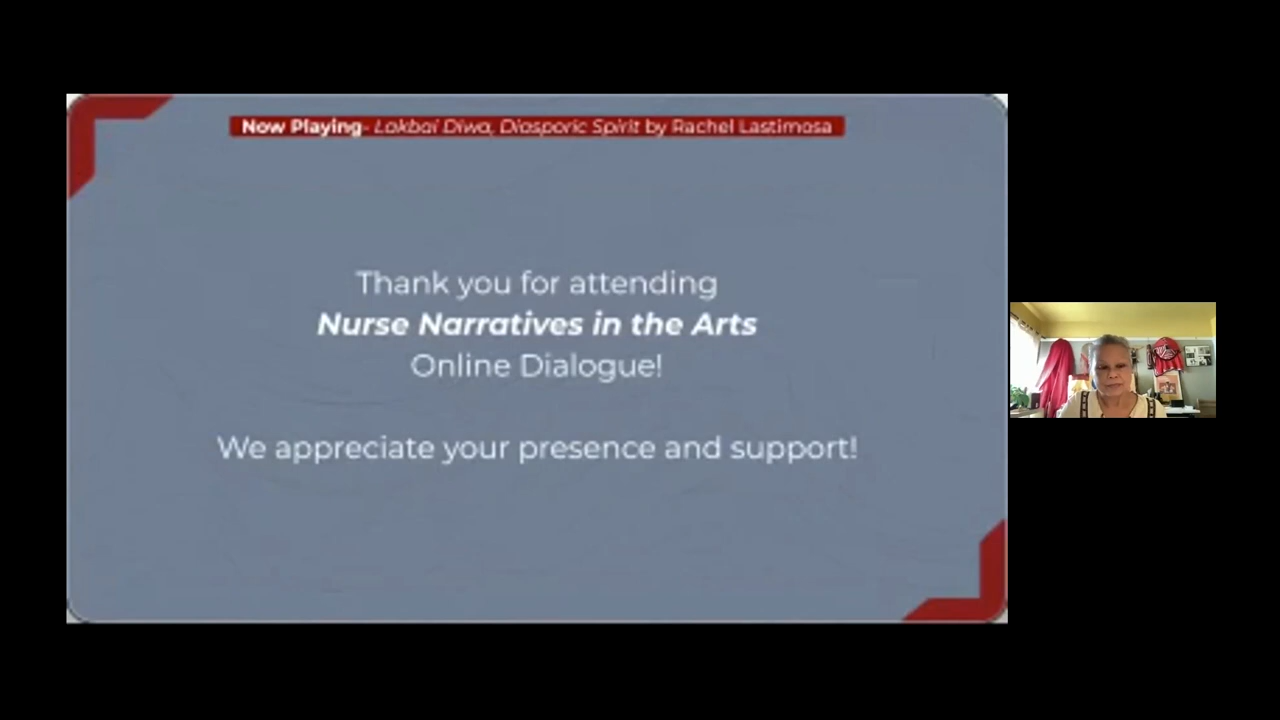 Now Playing- Lakbai Diwa, Diasporic Spirit by Rachel Lastimosa
Thank you for attending
Nurse Narratives in the Arts
Online Dialogue!
We appreciate your presence and support!